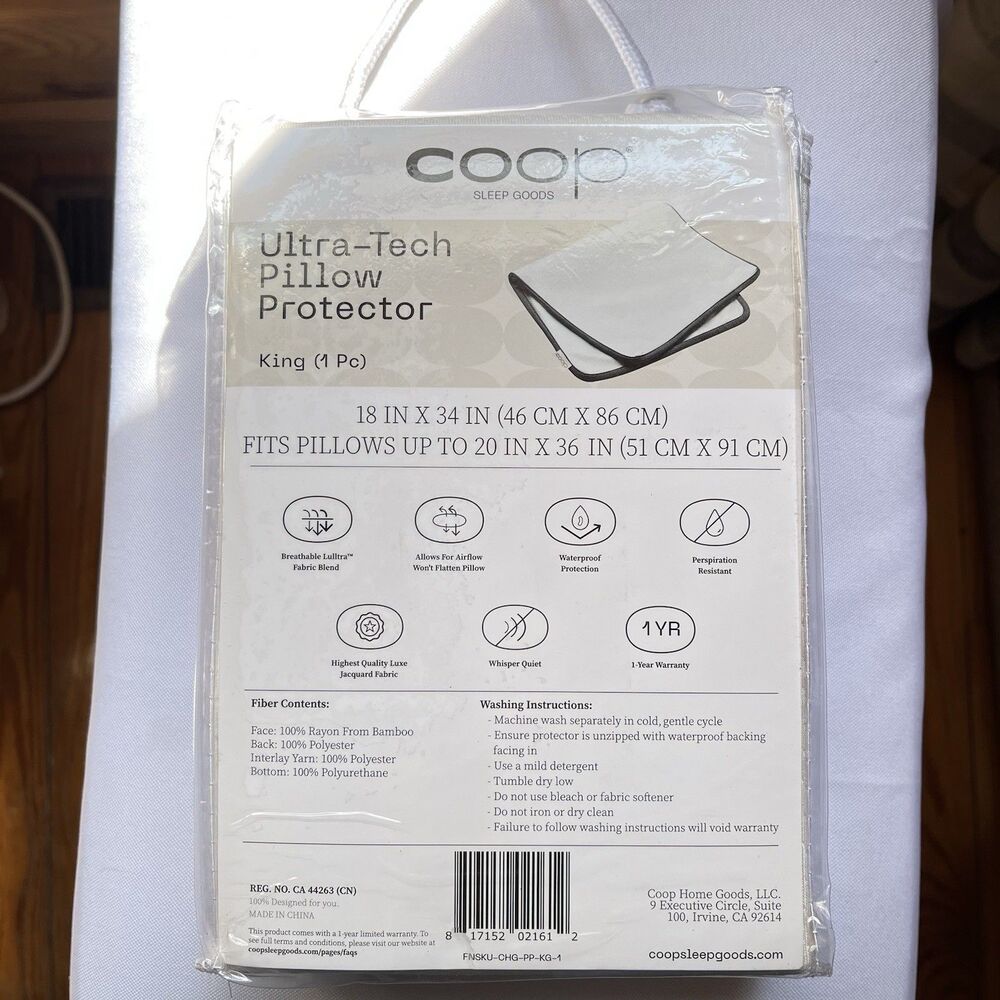 coop®
SLEEP GOODS
Ultra-Tech
Pillow
Protector
King (1 Pc)
coop
18 IN X 34 IN (46 CM X 86 CM)
FITS PILLOWS UP TO 20 IN X 36 IN (51 CM X 91 CM)
Breathable Lulltra™
Fabric Blend
Allows For Airflow
Won't Flatten Pillow
Waterproof
Protection
Perspiration
Resistant
Highest Quality Luxe
Jacquard Fabric
Whisper Quiet
1 YR
1-Year Warranty
Fiber Contents:
Face: 100% Rayon From Bamboo
Back: 100% Polyester
Interlay Yarn: 100% Polyester
Bottom: 100% Polyurethane
Washing Instructions:
- Machine wash separately in cold, gentle cycle
- Ensure protector is unzipped with waterproof backing
facing in
- Use a mild detergent
- Tumble dry low
- Do not use bleach or fabric softener
- Do not iron or dry clean
- Failure to follow washing instructions will void warranty
REG. NO. CA 44263 (CN)
100% Designed for you.
MADE IN CHINA
This product comes with a 1-year limited warranty. To
see full terms and conditions, please visit our website at
coopsleepgoods.com/pages/faqs
8 17152 02161 2
FNSKU-CHG-PP-KG-1
Coop Home Goods, LLC.
9 Executive Circle, Suite
100, Irvine, CA 92614
coopsleepgoods.com